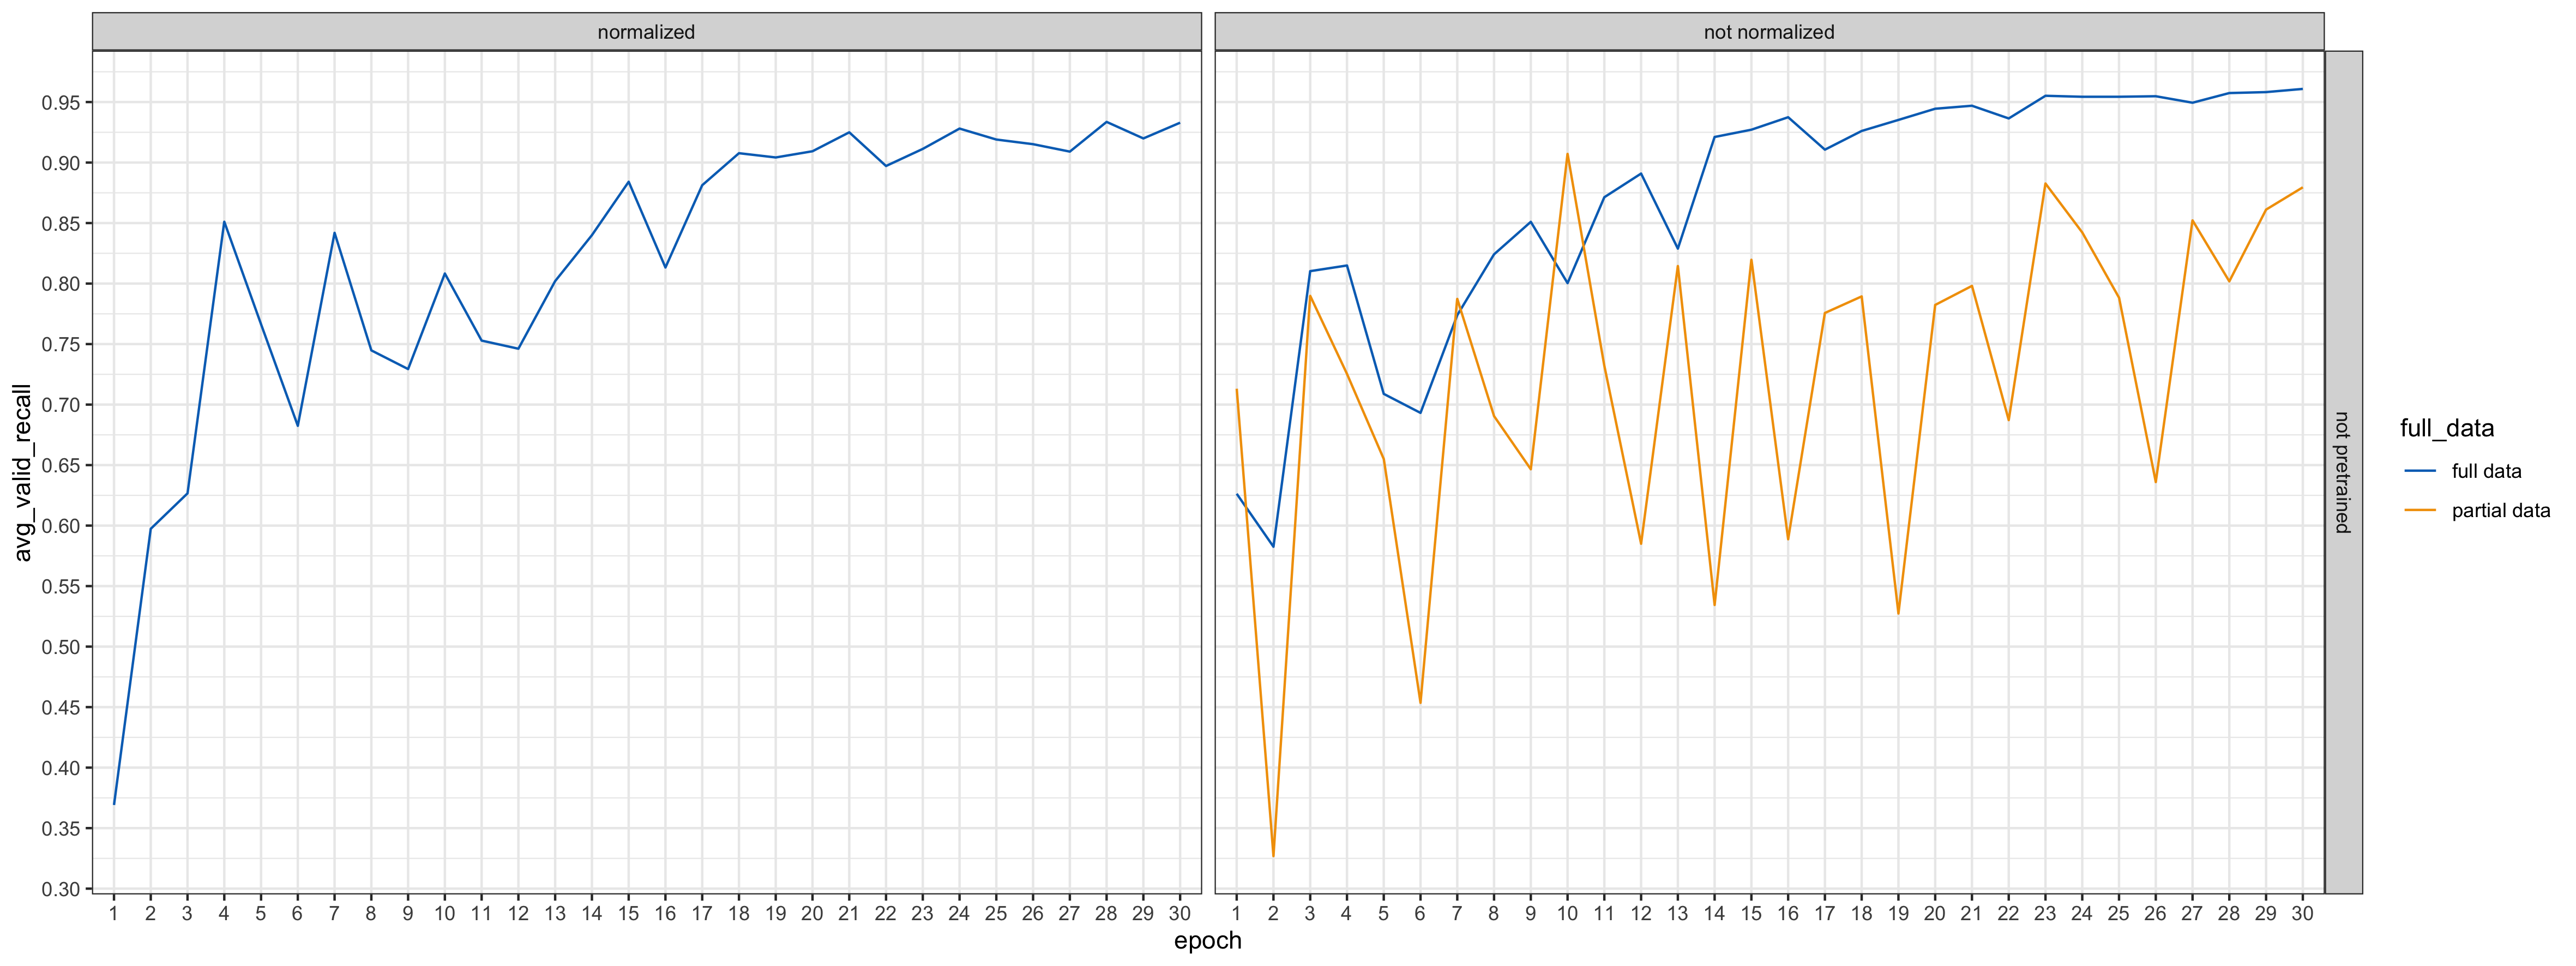 normalized
not normalized
avg_valid_recall
0.95
0.90
0.85
0.80
0.75
0.70
0.65
0.60
0.55
0.50
0.45
0.40
0.35
0.30
1 2 3 4 5 6 7 8 9 10 11 12 13 14 15 16 17 18 19 20 21 22 23 24 25 26 27 28 29 30
1 2 3 4 5 6 7 8 9 10 11 12 13 14 15 16 17 18 19 20 21 22 23 24 25 26 27 28 29 30
epoch
not pretrained
full_data
full data
partial data